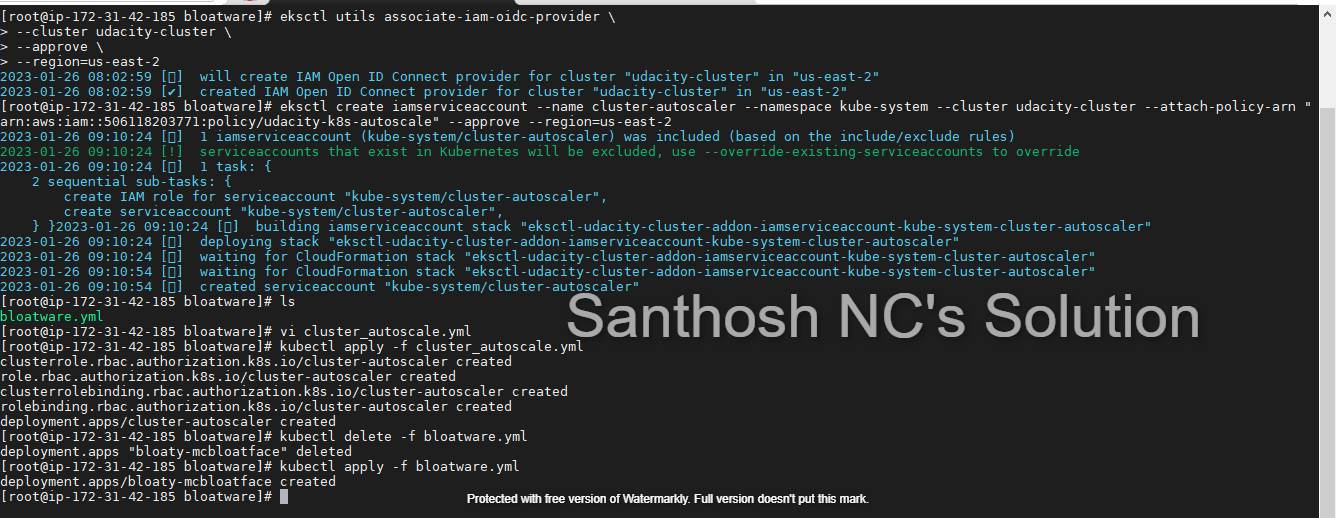 [root@ip-172-31-42-185 bloatware]# eksctl utils associate-iam-oidc-provider \
> --cluster udacity-cluster \
> --approve \
> --region=us-east-2
2023-01-26 08:02:59 [ℹ]  will create IAM Open ID Connect provider for cluster "udacity-cluster" in "us-east-2"
2023-01-26 08:02:59 [✔]  created IAM Open ID Connect provider for cluster "udacity-cluster" in "us-east-2"
[root@ip-172-31-42-185 bloatware]# eksctl create iamserviceaccount --name cluster-autoscaler --namespace kube-system --cluster udacity-cluster --attach-policy-arn "
arn:aws:iam::506118203771:policy/udacity-k8s-autoscale" --approve --region=us-east-2
2023-01-26 09:10:24 [ℹ]  1 iamserviceaccount (kube-system/cluster-autoscaler) was included (based on the include/exclude rules)
2023-01-26 09:10:24 [!]  serviceaccounts that exist in Kubernetes will be excluded, use --override-existing-serviceaccounts to override
2023-01-26 09:10:24 [ℹ]  1 task: {
    2 sequential sub-tasks: {
        create IAM role for serviceaccount "kube-system/cluster-autoscaler",
        create serviceaccount "kube-system/cluster-autoscaler",
    } }2023-01-26 09:10:24 [ℹ]  building iamserviceaccount stack "eksctl-udacity-cluster-addon-iamserviceaccount-kube-system-cluster-autoscaler"
2023-01-26 09:10:24 [ℹ]  deploying stack "eksctl-udacity-cluster-addon-iamserviceaccount-kube-system-cluster-autoscaler"
2023-01-26 09:10:24 [ℹ]  waiting for CloudFormation stack "eksctl-udacity-cluster-addon-iamserviceaccount-kube-system-cluster-autoscaler"
2023-01-26 09:10:54 [ℹ]  waiting for CloudFormation stack "eksctl-udacity-cluster-addon-iamserviceaccount-kube-system-cluster-autoscaler"
2023-01-26 09:10:54 [ℹ]  created serviceaccount "kube-system/cluster-autoscaler"
[root@ip-172-31-42-185 bloatware]# ls
bloatware.yml
Santhosh NC's Solution
[root@ip-172-31-42-185 bloatware]# vi cluster_autoscale.yml
[root@ip-172-31-42-185 bloatware]# kubectl apply -f cluster_autoscale.yml
clusterrole.rbac.authorization.k8s.io/cluster-autoscaler created
role.rbac.authorization.k8s.io/cluster-autoscaler created
clusterrolebinding.rbac.authorization.k8s.io/cluster-autoscaler created
rolebinding.rbac.authorization.k8s.io/cluster-autoscaler created
deployment.apps/cluster-autoscaler created
[root@ip-172-31-42-185 bloatware]# kubectl delete -f bloatware.yml
deployment.apps "bloaty-mcbloatface" deleted
[root@ip-172-31-42-185 bloatware]# kubectl apply -f bloatware.yml
deployment.apps/bloaty-mcbloatface created
[root@ip-172-31-42-185 bloatware]#
Protected with free version of Watermarkly. Full version doesn't put this mark.